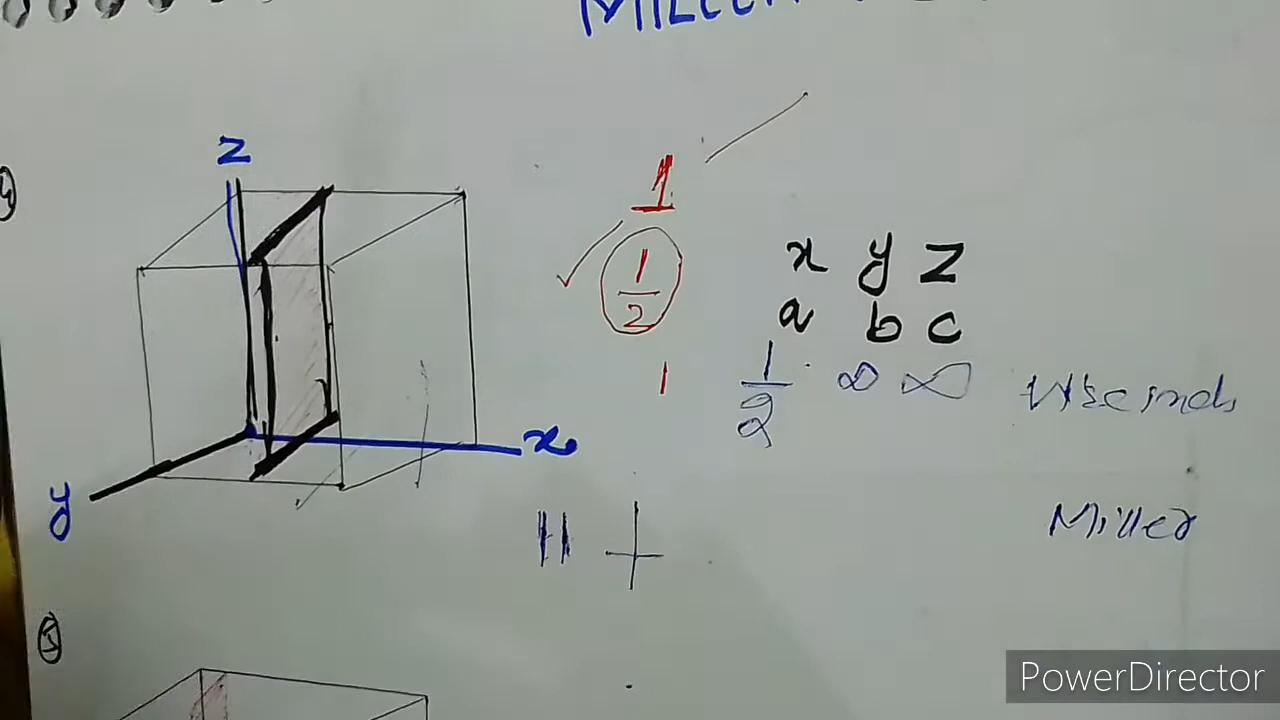 Z
1
1/2
1
x y z
a b c
1/2 ∞ ∞
x
y
Miller
PowerDirector